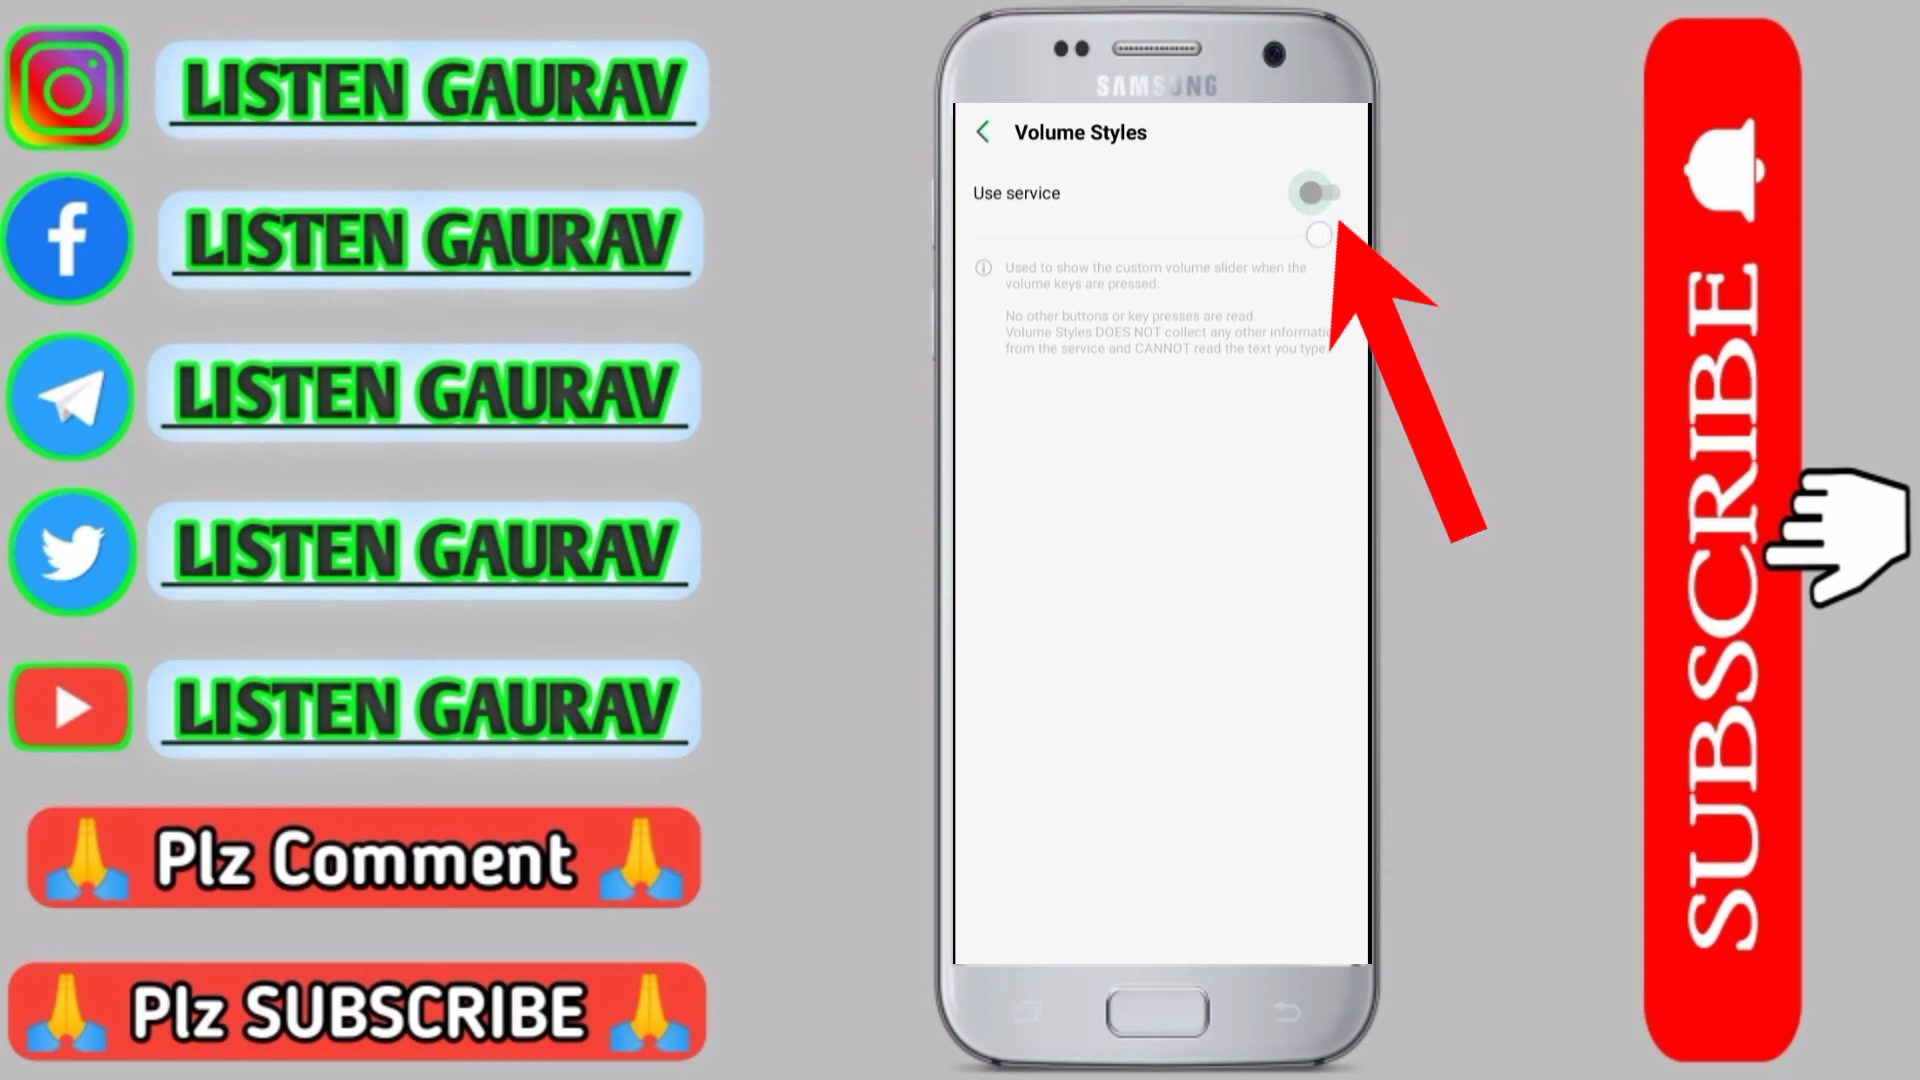 LISTEN GAURAV
LISTEN GAURAV
LISTEN GAURAV
LISTEN GAURAV
LISTEN GAURAV
Plz Comment
Plz SUBSCRIBE
SAMSUNG
Volume Styles
Use service
Used to show the custom volume slider when the
volume keys are pressed.
No other buttons or key presses are read.
Volume Styles DOES NOT collect any other informati
from the service and CANNOT read the text you type.
SUBSCRIBE